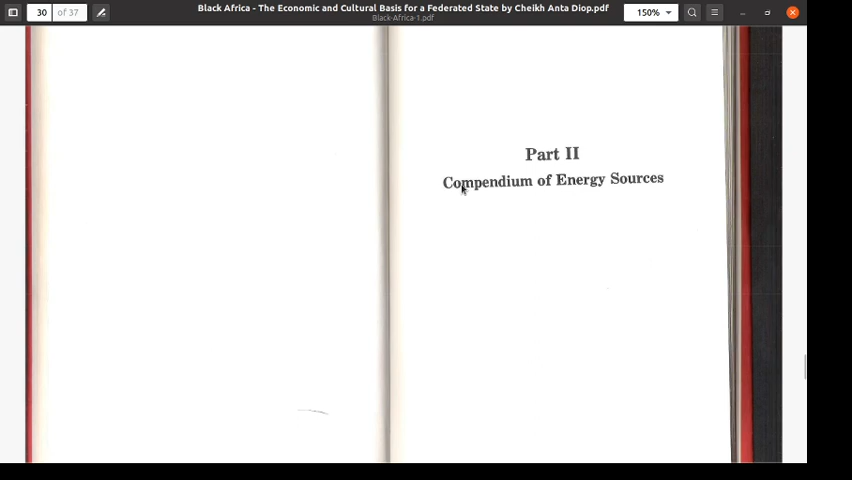 30 of 37
Black Africa - The Economic and Cultural Basis for a Federated State by Cheikh Anta Diop.pdf
Black-Africa-1.pdf
150%
Part II
Compendium of Energy Sources